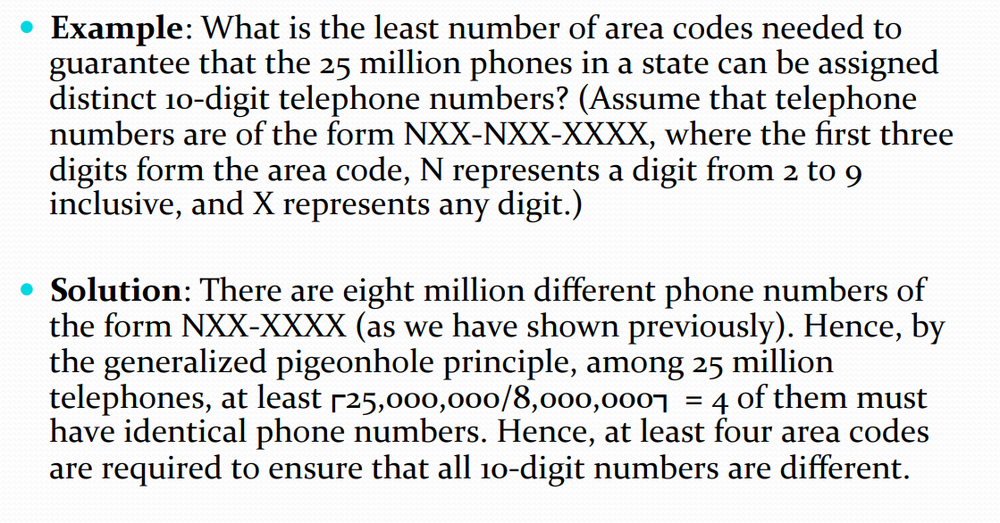 • Example: What is the least number of area codes needed to
guarantee that the 25 million phones in a state can be assigned
distinct 10-digit telephone numbers? (Assume that telephone
numbers are of the form NXX-NXX-XXXX, where the first three
digits form the area code, N represents a digit from 2 to 9
inclusive, and X represents any digit.)
• Solution: There are eight million different phone numbers of
the form NXX-XXXX (as we have shown previously). Hence, by
the generalized pigeonhole principle, among 25 million
telephones, at least ┌25,000,000/8,000,000┐ = 4 of them must
have identical phone numbers. Hence, at least four area codes
are required to ensure that all 10-digit numbers are different.